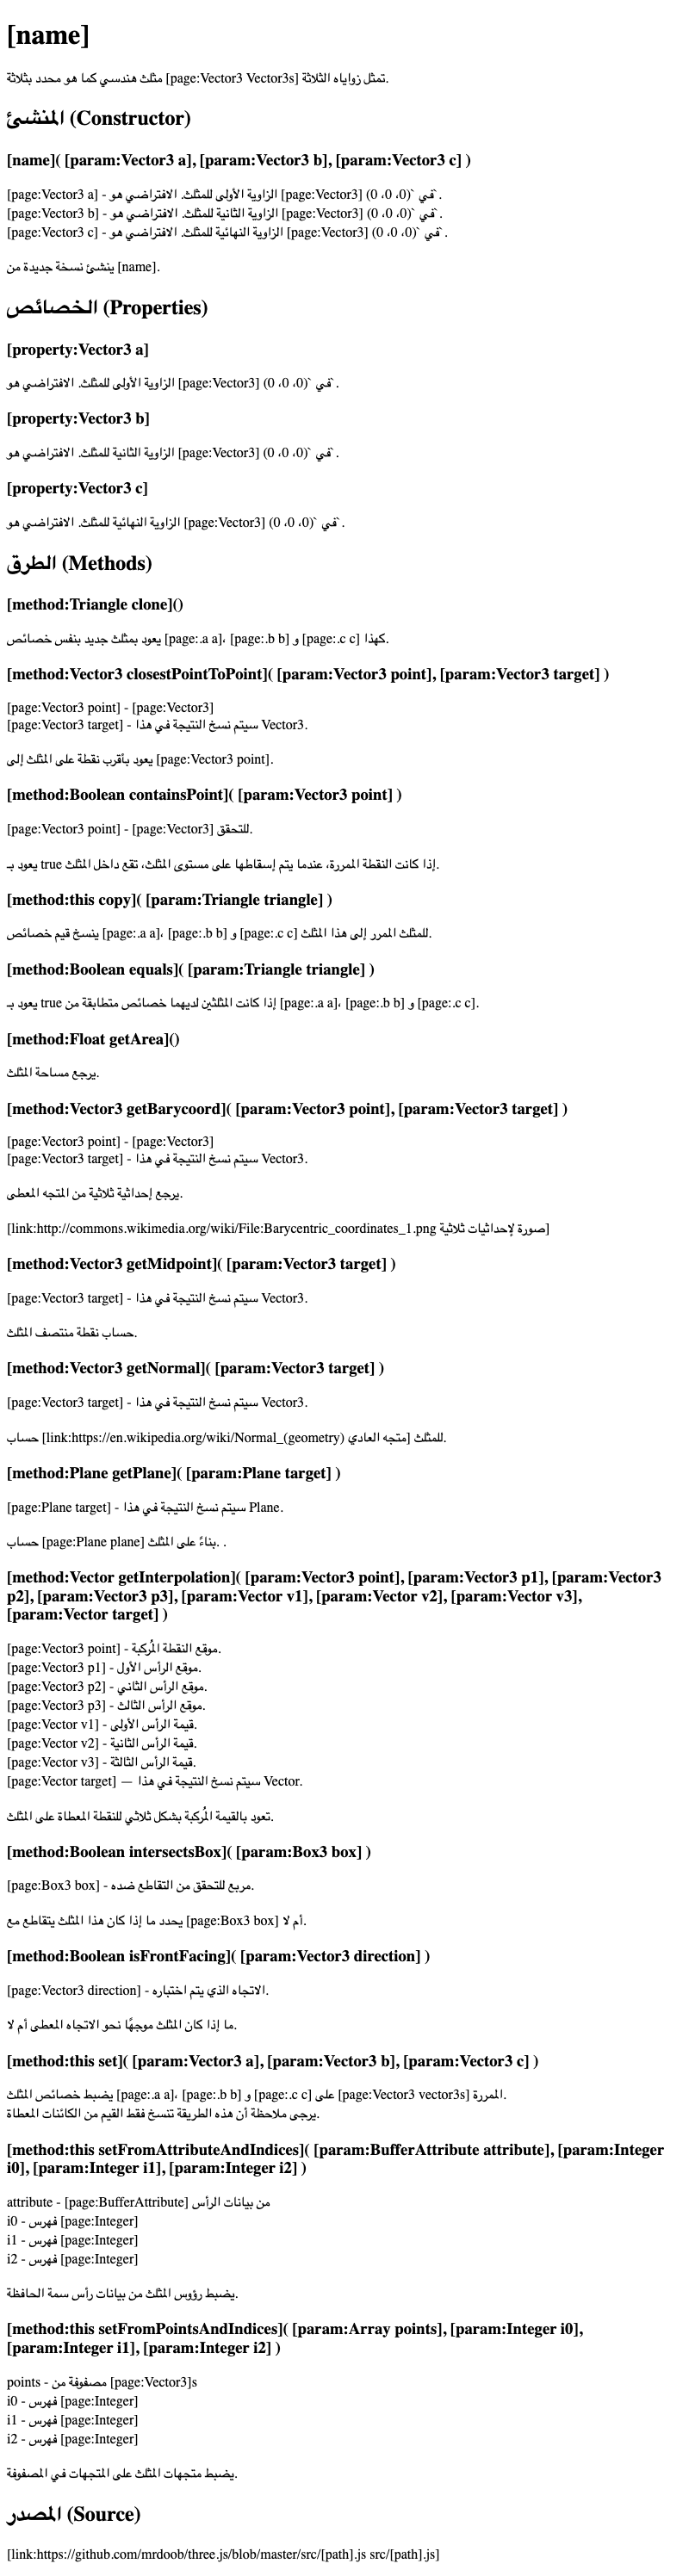 [name]
مثلث هندسي كما هو محدد بثلاثة [page:Vector3 Vector3s] تمثل زواياه الثلاثة.
المنشئ (Constructor)
[name]( [param:Vector3 a], [param:Vector3 b], [param:Vector3 c] )
[page:Vector3 a] - الزاوية الأولى للمثلث. الافتراضي هو [page:Vector3] في `(0، 0، 0)`.
[page:Vector3 b] - الزاوية الثانية للمثلث. الافتراضي هو [page:Vector3] في `(0، 0، 0)`.
[page:Vector3 c] - الزاوية النهائية للمثلث. الافتراضي هو [page:Vector3] في `(0، 0، 0)`.
ينشئ نسخة جديدة من [name].
الخصائص (Properties)
[property:Vector3 a]
الزاوية الأولى للمثلث. الافتراضي هو [page:Vector3] في `(0، 0، 0)`.
[property:Vector3 b]
الزاوية الثانية للمثلث. الافتراضي هو [page:Vector3] في `(0، 0، 0)`.
[property:Vector3 c]
الزاوية النهائية للمثلث. الافتراضي هو [page:Vector3] في `(0، 0، 0)`.
الطرق (Methods)
[method:Triangle clone]()
يعود بمثلث جديد بنفس خصائص [page:.a a]، [page:.b b] و [page:.c c] كهذا.
[method:Vector3 closestPointToPoint]( [param:Vector3 point], [param:Vector3 target] )
[page:Vector3 point] - [page:Vector3]
[page:Vector3 target] - سيتم نسخ النتيجة في هذا Vector3.
يعود بأقرب نقطة على المثلث إلى [page:Vector3 point].
[method:Boolean containsPoint]( [param:Vector3 point] )
[page:Vector3 point] - [page:Vector3] للتحقق.
يعود بـ true إذا كانت النقطة الممررة، عندما يتم إسقاطها على مستوى المثلث، تقع داخل المثلث.
[method:this copy]( [param:Triangle triangle] )
ينسخ قيم خصائص [page:.a a]، [page:.b b] و [page:.c c] للمثلث الممرر إلى هذا المثلث.
[method:Boolean equals]( [param:Triangle triangle] )
يعود بـ true إذا كانت المثلثين لديهما خصائص متطابقة من [page:.a a]، [page:.b b] و [page:.c c].
[method:Float getArea]()
يرجع مساحة المثلث.
[method:Vector3 getBarycoord]( [param:Vector3 point], [param:Vector3 target] )
[page:Vector3 point] - [page:Vector3]
[page:Vector3 target] - سيتم نسخ النتيجة في هذا Vector3.
يرجع إحداثية ثلاثية من المتجه المعطى.
[link:http://commons.wikimedia.org/wiki/File:Barycentric_coordinates_1.png صورة لإحداثيات ثلاثية]
[method:Vector3 getMidpoint]( [param:Vector3 target] )
[page:Vector3 target] - سيتم نسخ النتيجة في هذا Vector3.
حساب نقطة منتصف المثلث.
[method:Vector3 getNormal]( [param:Vector3 target] )
[page:Vector3 target] - سيتم نسخ النتيجة في هذا Vector3.
حساب [link:https://en.wikipedia.org/wiki/Normal_(geometry) متجه العادي] للمثلث.
[method:Plane getPlane]( [param:Plane target] )
[page:Plane target] - سيتم نسخ النتيجة في هذا Plane.
حساب [page:Plane plane] بناءً على المثلث. .
[method:Vector getInterpolation]( [param:Vector3 point], [param:Vector3 p1], [param:Vector3
p2], [param:Vector3 p3], [param:Vector v1], [param:Vector v2], [param:Vector v3],
[param:Vector target] )
[page:Vector3 point] - موقع النقطة المُركبة.
[page:Vector3 p1] - موقع الرأس الأول.
[page:Vector3 p2] - موقع الرأس الثاني.
[page:Vector3 p3] - موقع الرأس الثالث.
[page:Vector v1] - قيمة الرأس الأولى.
[page:Vector v2] - قيمة الرأس الثانية.
[page:Vector v3] - قيمة الرأس الثالثة.
[page:Vector target] — سيتم نسخ النتيجة في هذا Vector.
تعود بالقيمة المُركبة بشكل ثلاثي للنقطة المعطاة على المثلث.
[method:Boolean intersectsBox]( [param:Box3 box] )
[page:Box3 box] - مربع للتحقق من التقاطع ضده.
يحدد ما إذا كان هذا المثلث يتقاطع مع [page:Box3 box] أم لا.
[method:Boolean isFrontFacing]( [param:Vector3 direction] )
[page:Vector3 direction] - الاتجاه الذي يتم اختباره.
ما إذا كان المثلث موجهًا نحو الاتجاه المعطى أم لا.
[method:this set]( [param:Vector3 a], [param:Vector3 b], [param:Vector3 c] )
يضبط خصائص المثلث [page:.a a]، [page:.b b] و [page:.c c] على [page:Vector3 vector3s] الممررة.
يرجى ملاحظة أن هذه الطريقة تنسخ فقط القيم من الكائنات المعطاة.
[method:this setFromAttributeAndIndices]( [param:BufferAttribute attribute], [param:Integer
i0], [param:Integer i1], [param:Integer i2] )
attribute - [page:BufferAttribute] من بيانات الرأس
i0 - فهرس [page:Integer]
i1 - فهرس [page:Integer]
i2 - فهرس [page:Integer]
يضبط رؤوس المثلث من بيانات رأس سمة الحافظة.
[method:this setFromPointsAndIndices]( [param:Array points], [param:Integer i0],
[param:Integer i1], [param:Integer i2] )
points - مصفوفة من [page:Vector3]s
i0 - فهرس [page:Integer]
i1 - فهرس [page:Integer]
i2 - فهرس [page:Integer]
يضبط متجهات المثلث على المتجهات في المصفوفة.
المصدر (Source)
[link:https://github.com/mrdoob/three.js/blob/master/src/[path].js src/[path].js]